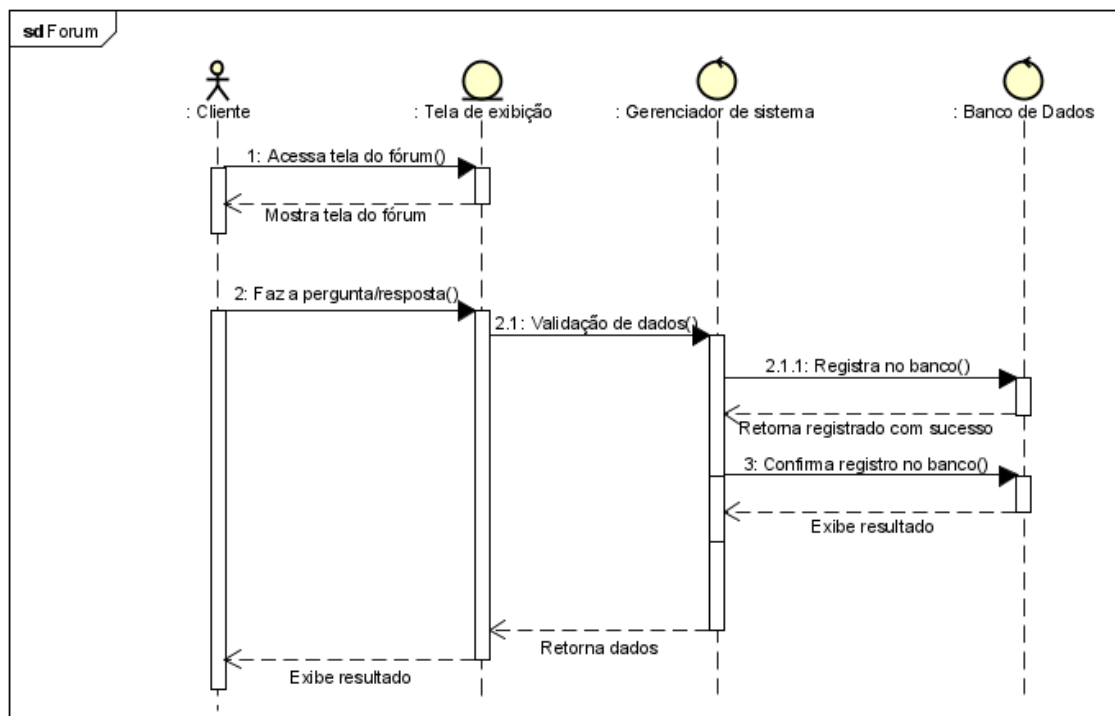 sd Forum
: Cliente
: Tela de exibição
: Gerenciador de sistema
: Banco de Dados
1: Acessa tela do fórum()
Mostra tela do fórum
2: Faz a pergunta/resposta()
2.1: Validação de dados()
2.1.1: Registra no banco()
Retorna registrado com sucesso
3: Confirma registro no banco()
Exibe resultado
Retorna dados
Exibe resultado